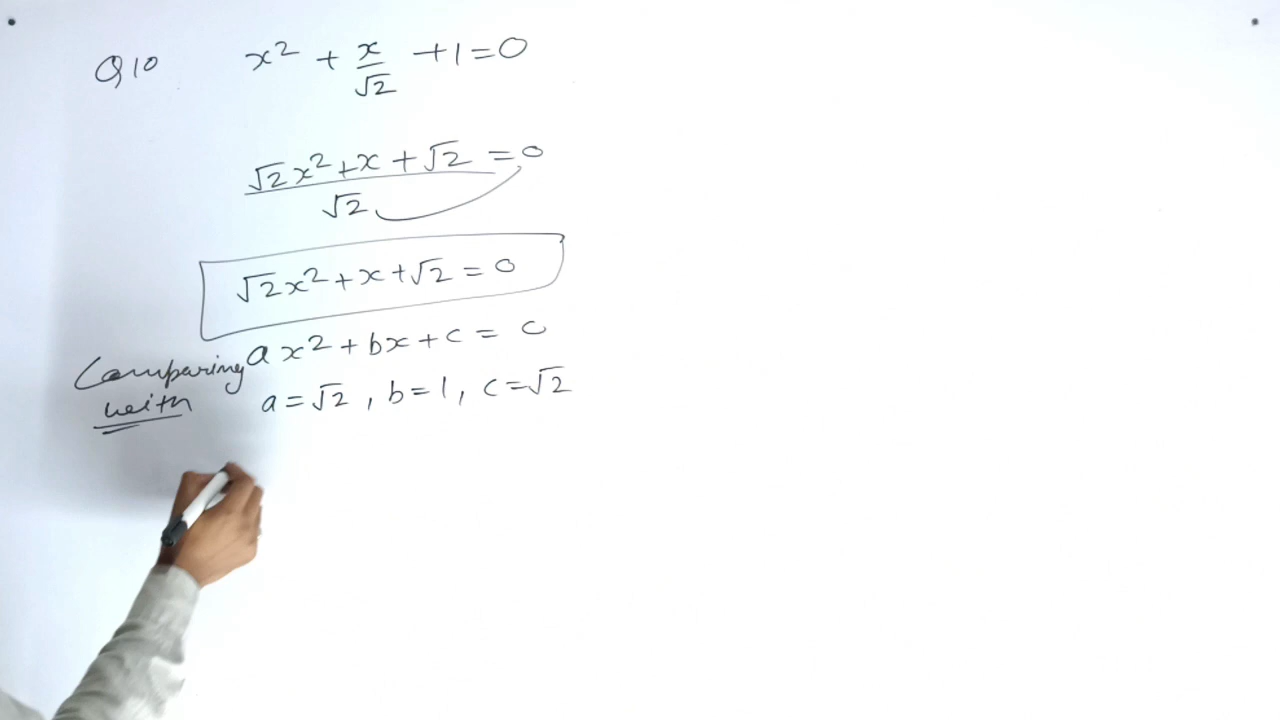 Q10 x² + x/√2 + 1 = 0
√2x² + x + √2 = 0
√2
√2x² + x + √2 = 0
Comparing ax² + bx + c = 0
with a = √2, b = 1, c = √2